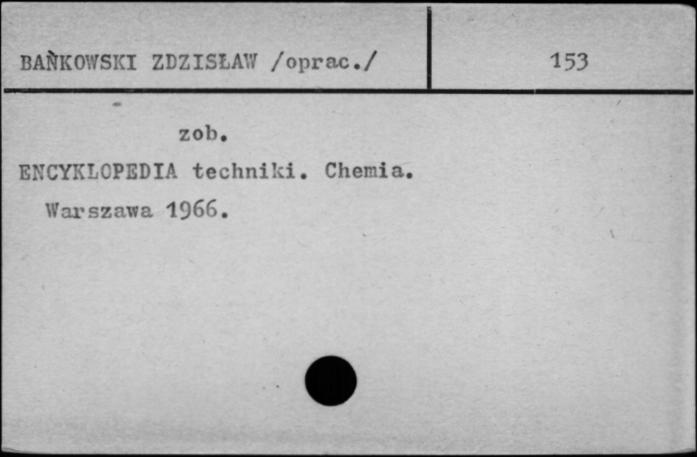 BAŃKOWSKI ZDZISŁAW /oprac./ 153
zob.
ENCYKLOPEDIA techniki. Chemia.
Warszawa 1966.